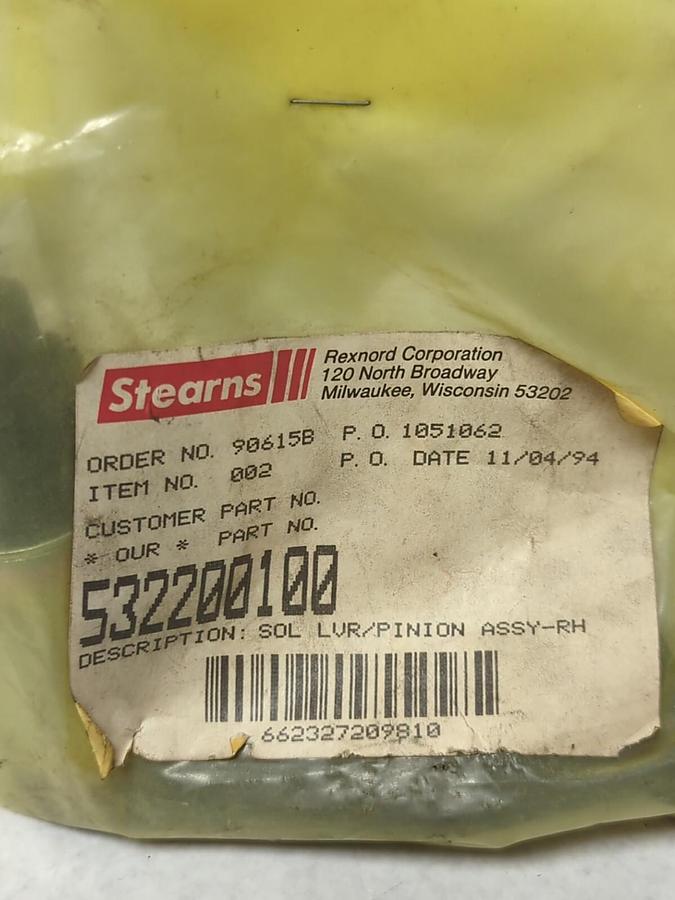 Stearns
Rexnord Corporation
120 North Broadway
Milwaukee, Wisconsin 53202
ORDER NO. 90615B P.O. 1051062
ITEM NO. 002 P.O. DATE 11/04/94
CUSTOMER PART NO.
* OUR * PART NO.
532200100
DESCRIPTION: SOL LVR/PINION ASSY-RH
662327209810